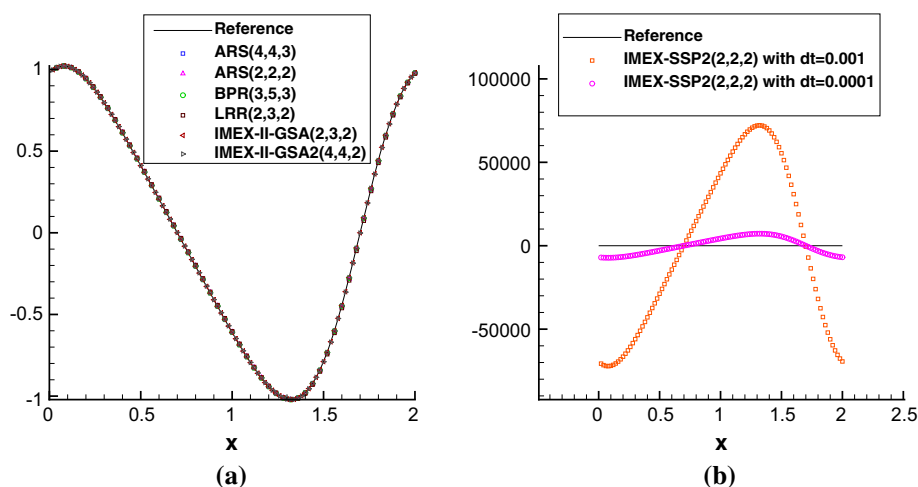 Reference
ARS(4,4,3)
ARS(2,2,2)
BPR(3,5,3)
LRR(2,3,2)
IMEX-II-GSA(2,3,2)
IMEX-II-GSA2(4,4,2)
1
0.5
0
-0.5
-1
0
0.5
1
1.5
2
x
(a)
Reference
IMEX-SSP2(2,2,2) with dt=0.001
IMEX-SSP2(2,2,2) with dt=0.0001
100000
50000
0
-50000
0
0.5
1
1.5
2
2.5
x
(b)